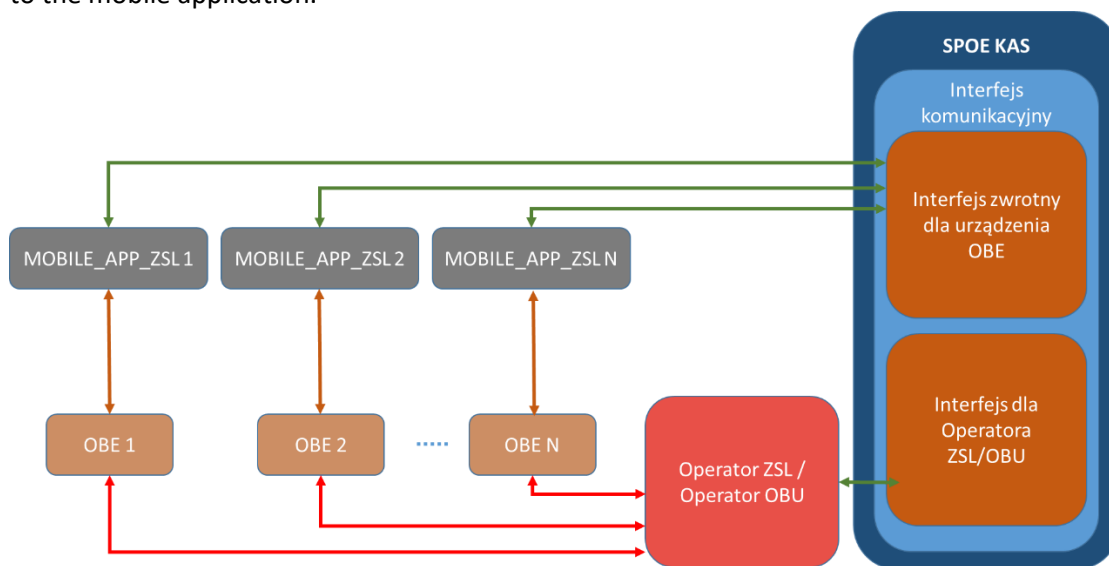 to the mobile application.
SPOE KAS
Interfejs
komunikacyjny
Interfejs zwrotny
dla urządzenia
OBE
MOBILE_APP_ZSL 1
MOBILE_APP_ZSL 2
MOBILE_APP_ZSL N
Interfejs dla
Operatora
ZSL/OBU
OBE 1
OBE 2
.....
OBE N
Operator ZSL /
Operator OBU